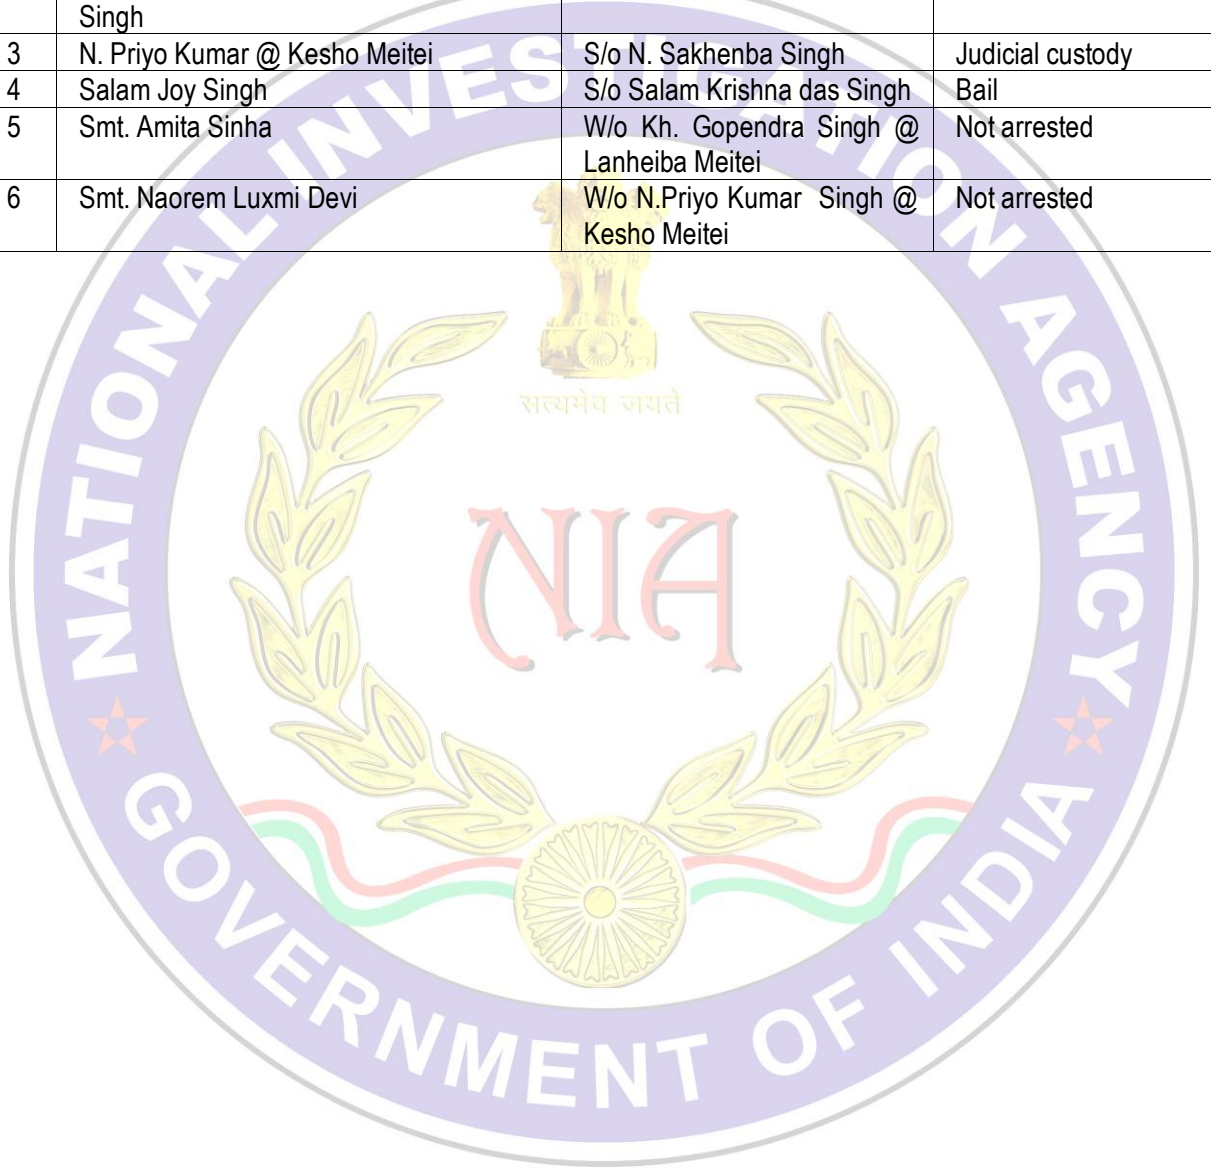 Singh
3 N. Priyo Kumar @ Kesho Meitei S/o N. Sakhenba Singh Judicial custody
4 Salam Joy Singh S/o Salam Krishna das Singh Bail
5 Smt. Amita Sinha W/o Kh. Gopendra Singh @ Not arrested
Lanheiba Meitei
6 Smt. Naorem Luxmi Devi W/o N.Priyo Kumar Singh @ Not arrested
Kesho Meitei
NATIONAL INVESTIGATION AGENCY
सत्यमेव जयते
NIA
GOVERNMENT OF INDIA